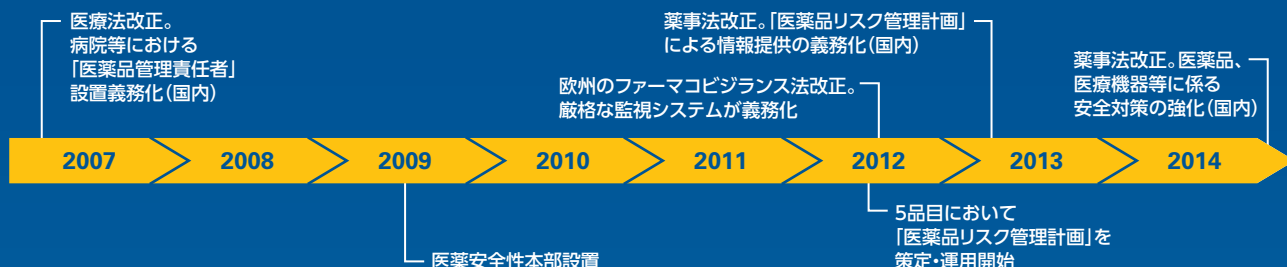 医療法改正。
病院等における
「医薬品管理責任者」
設置義務化(国内)
欧州のファーマコビジランス法改正。
厳格な監視システムが義務化
薬事法改正。「医薬品リスク管理計画」
による情報提供の義務化(国内)
薬事法改正。医薬品、
医療機器等に係る
安全対策の強化(国内)
2007
2008
2009
2010
2011
2012
2013
2014
医薬安全性本部設置
5品目において
「医薬品リスク管理計画」を
策定・運用開始